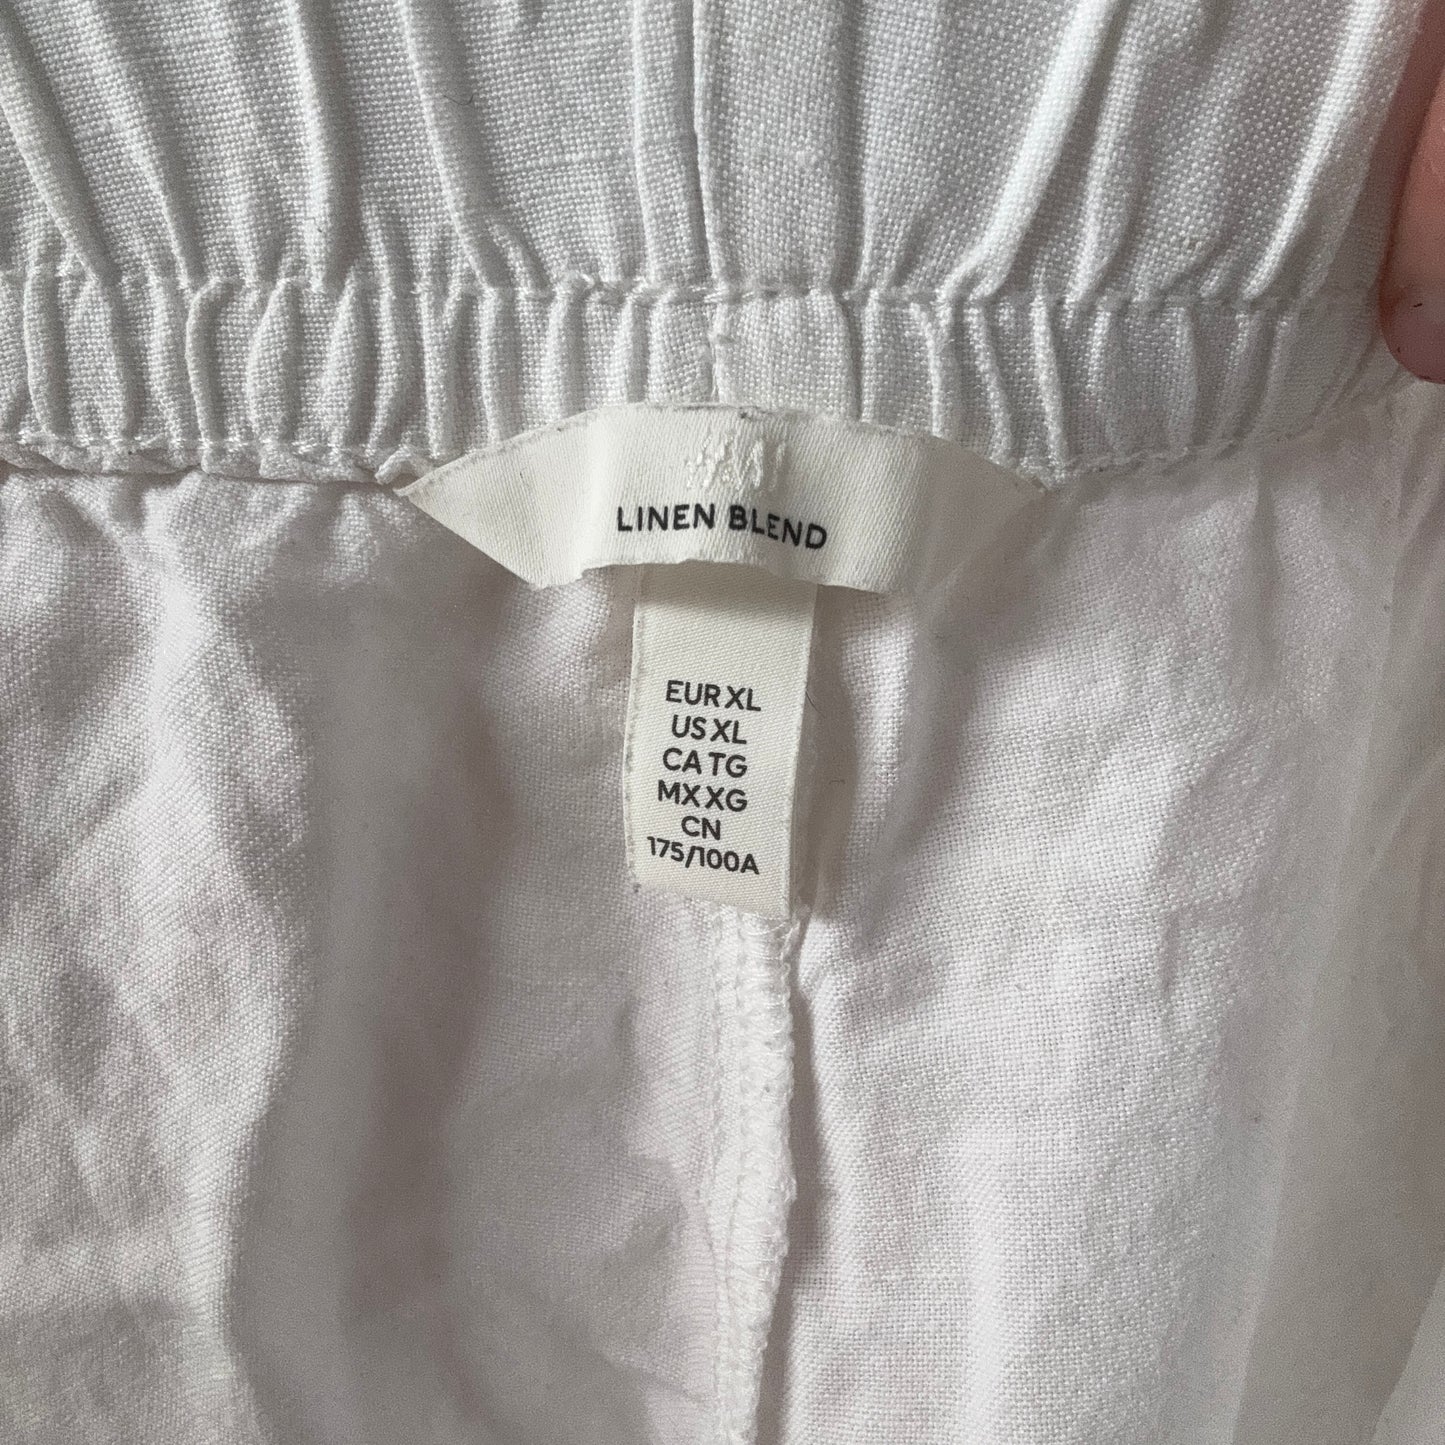 H&M
LINEN BLEND
EUR XL
US XL
CA TG
MX XG
CN
175/100A